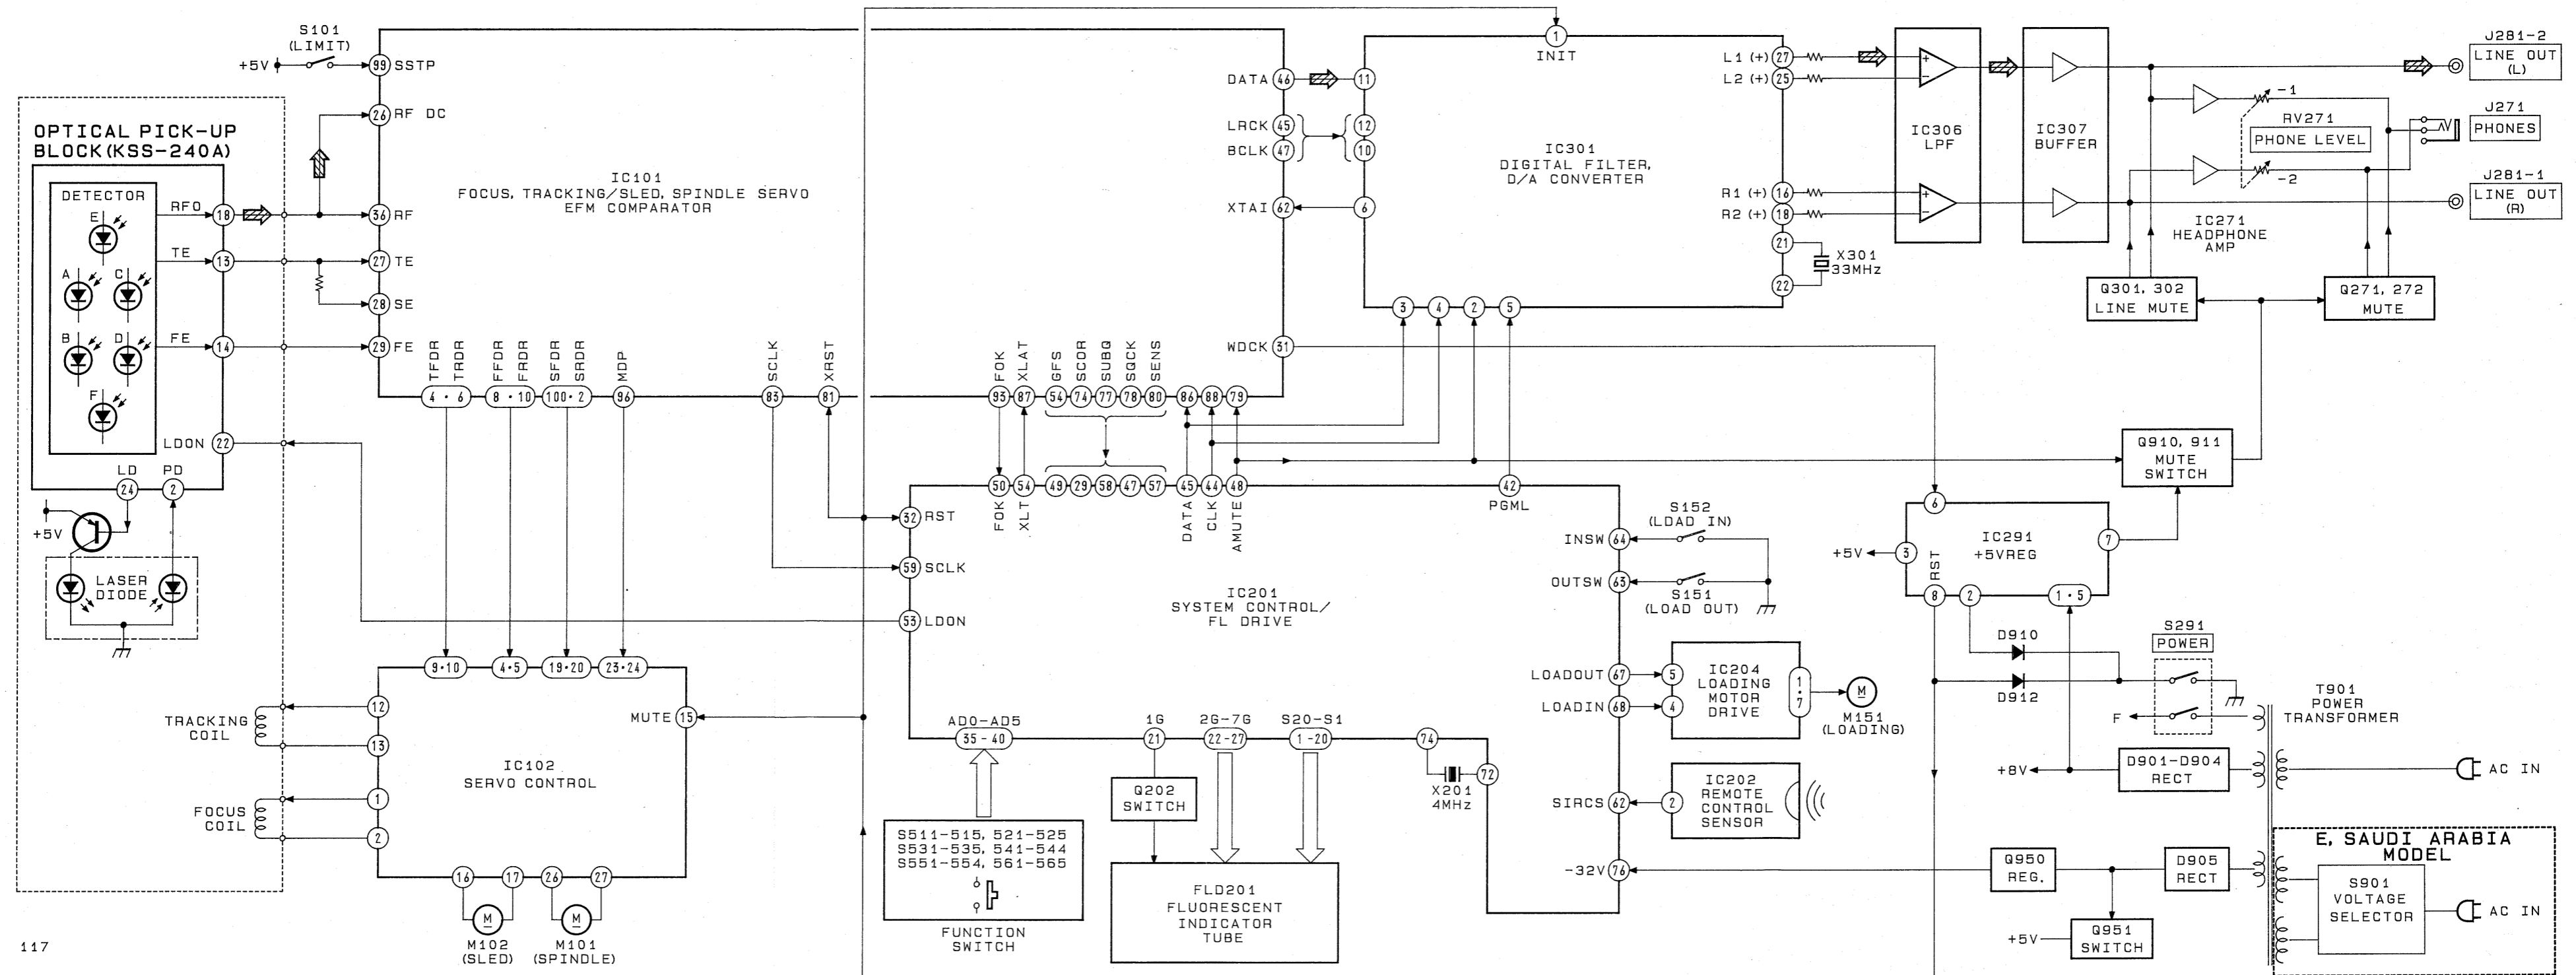 S101
(LIMIT)
+5V
99 SSTP
26 RF DC
36 RF
27 TE
28 SE
29 FE
OPTICAL PICK-UP
BLOCK(KSS-240A)
DETECTOR
E
A
C
B
D
F
RFO
18
TE
13
FE
14
LDON 22
LD
24
PD
2
+5V
LASER
DIODE
IC101
FOCUS, TRACKING/SLED, SPINDLE SERVO
EFM COMPARATOR
DATA 46
LRCK 45
BCLK 47
XTAI 62
WDCK 31
TFDR
TRDR
FFDR
FRDR
SFDR
SRDR
MDP
SCLK
XRST
FOK
XLAT
GFS
SCOR
SUBQ
SQCK
SENS
4 • 6
8 • 10
100 • 2
96
83
81
93
87
54
74
77
78
80
86
88
79
11
12
10
6
1
INIT
IC301
DIGITAL FILTER,
D/A CONVERTER
L1 (+) 27
L2 (+) 25
R1 (+) 16
R2 (+) 18
21
22
X301
33MHz
3
4
2
5
+
-
+
-
IC306
LPF
IC307
BUFFER
J281-2
LINE OUT
(L)
-1
RV271
PHONE LEVEL
-2
J271
PHONES
J281-1
LINE OUT
(R)
IC271
HEADPHONE
AMP
Q301, 302
LINE MUTE
Q271, 272
MUTE
Q910, 911
MUTE
SWITCH
50
54
49
29
58
47
57
45
44
48
42
FOK
XLT
DATA
CLK
AMUTE
PGML
32 RST
59 SCLK
53 LDON
IC201
SYSTEM CONTROL/
FL DRIVE
INSW 64
OUTSW 63
S152
(LOAD IN)
S151
(LOAD OUT)
LOADOUT 67
LOADIN 68
5
4
IC204
LOADING
MOTOR
DRIVE
1 • 7
M
M151
(LOADING)
SIRCS 62
2
IC202
REMOTE
CONTROL
SENSOR
-32V 76
AD0-AD5
35 - 40
1G
21
2G-7G
22-27
S20-S1
1 -20
74
72
X201
4MHz
Q202
SWITCH
S511-515, 521-525
S531-535, 541-544
S551-554, 561-565
FUNCTION
SWITCH
FLD201
FLUORESCENT
INDICATOR
TUBE
9•10
4•5
19•20
23•24
12
13
1
2
TRACKING
COIL
FOCUS
COIL
IC102
SERVO CONTROL
MUTE 15
16
17
26
27
M
M
M102
(SLED)
M101
(SPINDLE)
6
+5V
3
IC291
+5VREG
7
RST
8
2
1 • 5
D910
D912
S291
POWER
F
T901
POWER
TRANSFORMER
+8V
D901-D904
RECT
AC IN
Q950
REG.
D905
RECT
+5V
Q951
SWITCH
E, SAUDI ARABIA
MODEL
S901
VOLTAGE
SELECTOR
AC IN
117